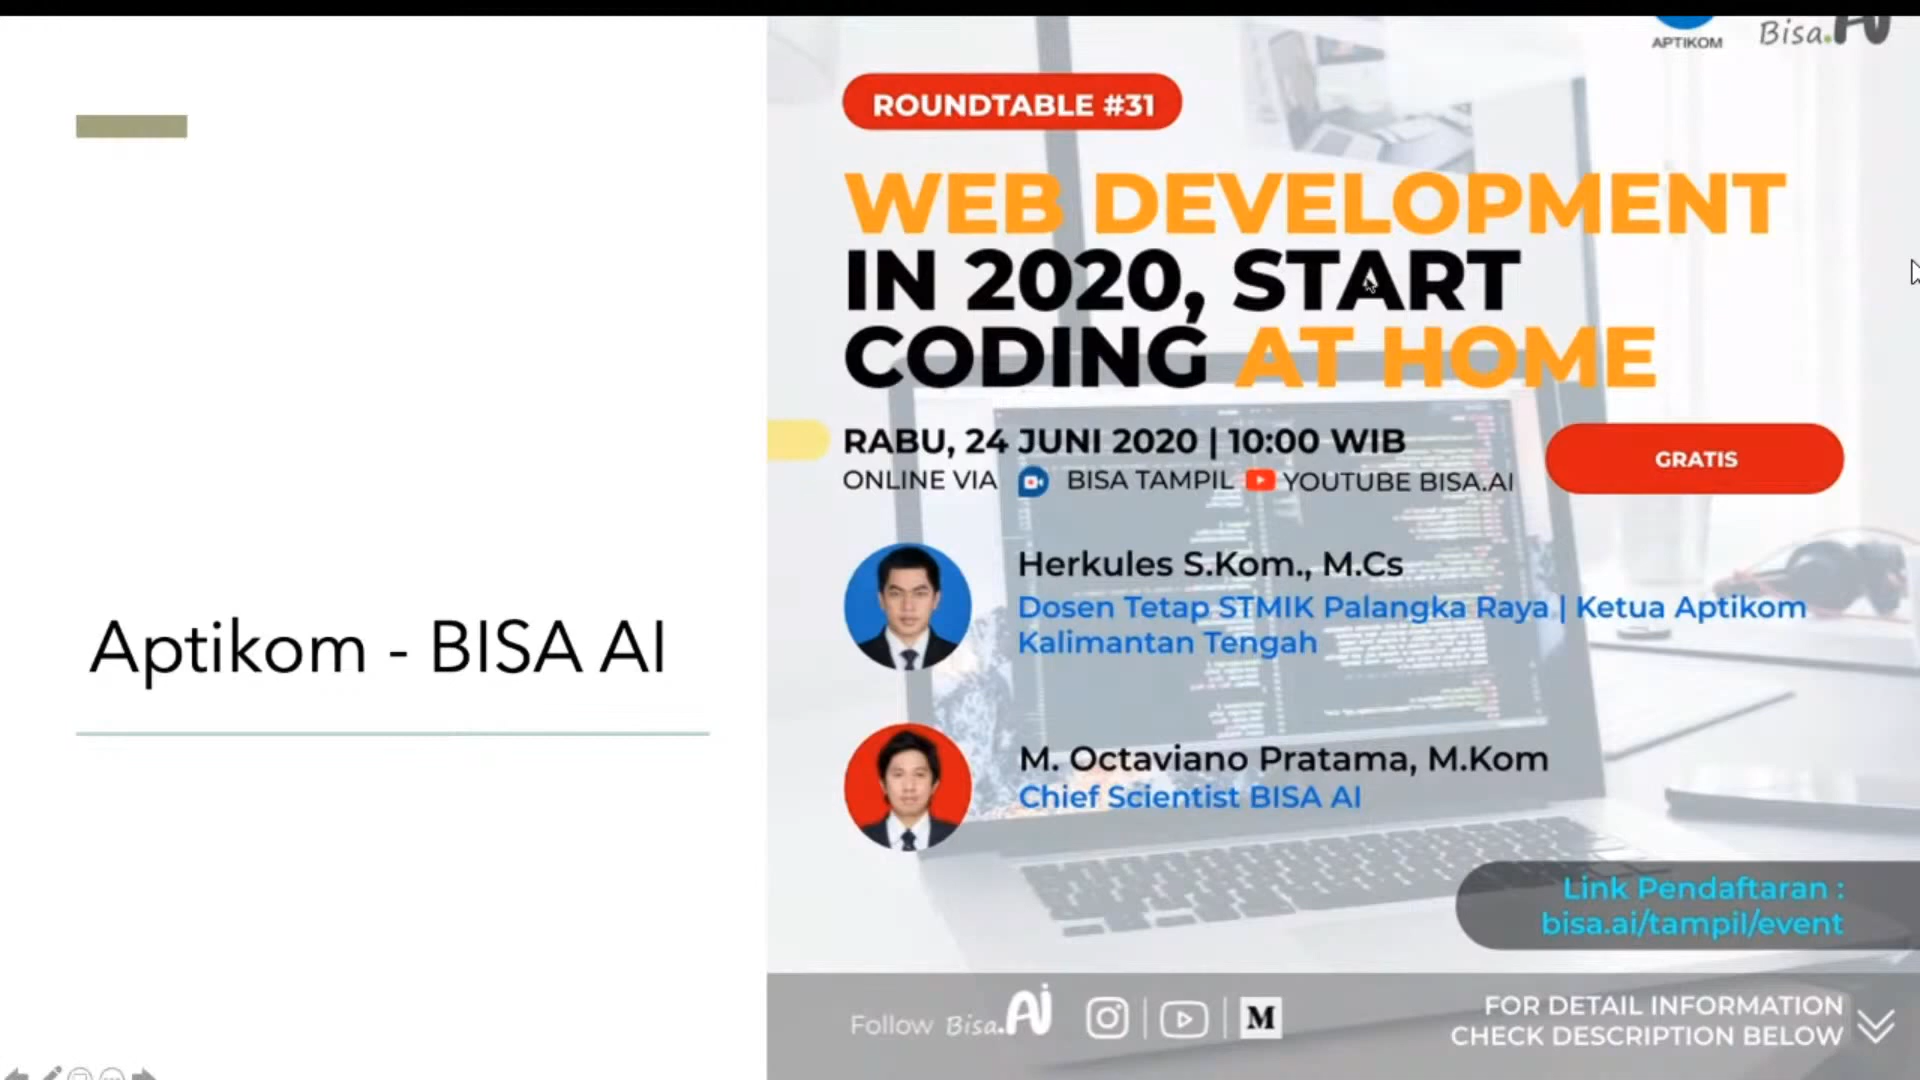 Aptikom - BISA AI
APTIKOM
Bisa.Ai
ROUNDTABLE #31
WEB DEVELOPMENT
IN 2020, START
CODING AT HOME
RABU, 24 JUNI 2020 | 10:00 WIB
ONLINE VIA BISA TAMPIL YOUTUBE BISA.AI
GRATIS
Herkules S.Kom., M.Cs
Dosen Tetap STMIK Palangka Raya | Ketua Aptikom
Kalimantan Tengah
M. Octaviano Pratama, M.Kom
Chief Scientist BISA AI
Link Pendaftaran :
bisa.ai/tampil/event
Follow Bisa.Ai
M
FOR DETAIL INFORMATION
CHECK DESCRIPTION BELOW